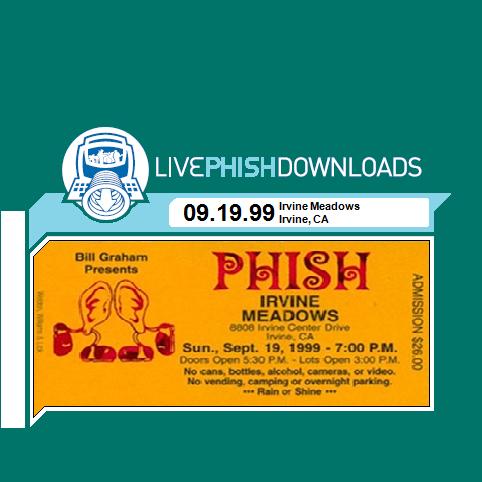 LIVEPHISHDOWNLOADS
09.19.99
Irvine Meadows
Irvine, CA
Bill Graham
Presents
PHISH
IRVINE
MEADOWS
8808 Irvine Center Drive
Irvine, CA
Sun., Sept. 19, 1999 - 7:00 P.M.
Doors Open 5:30 P.M. - Lots Open 3:00 P.M.
No cans, bottles, alcohol, cameras, or video.
No vending, camping or overnight parking.
*** Rain or Shine ***
ADMISSION $26.00